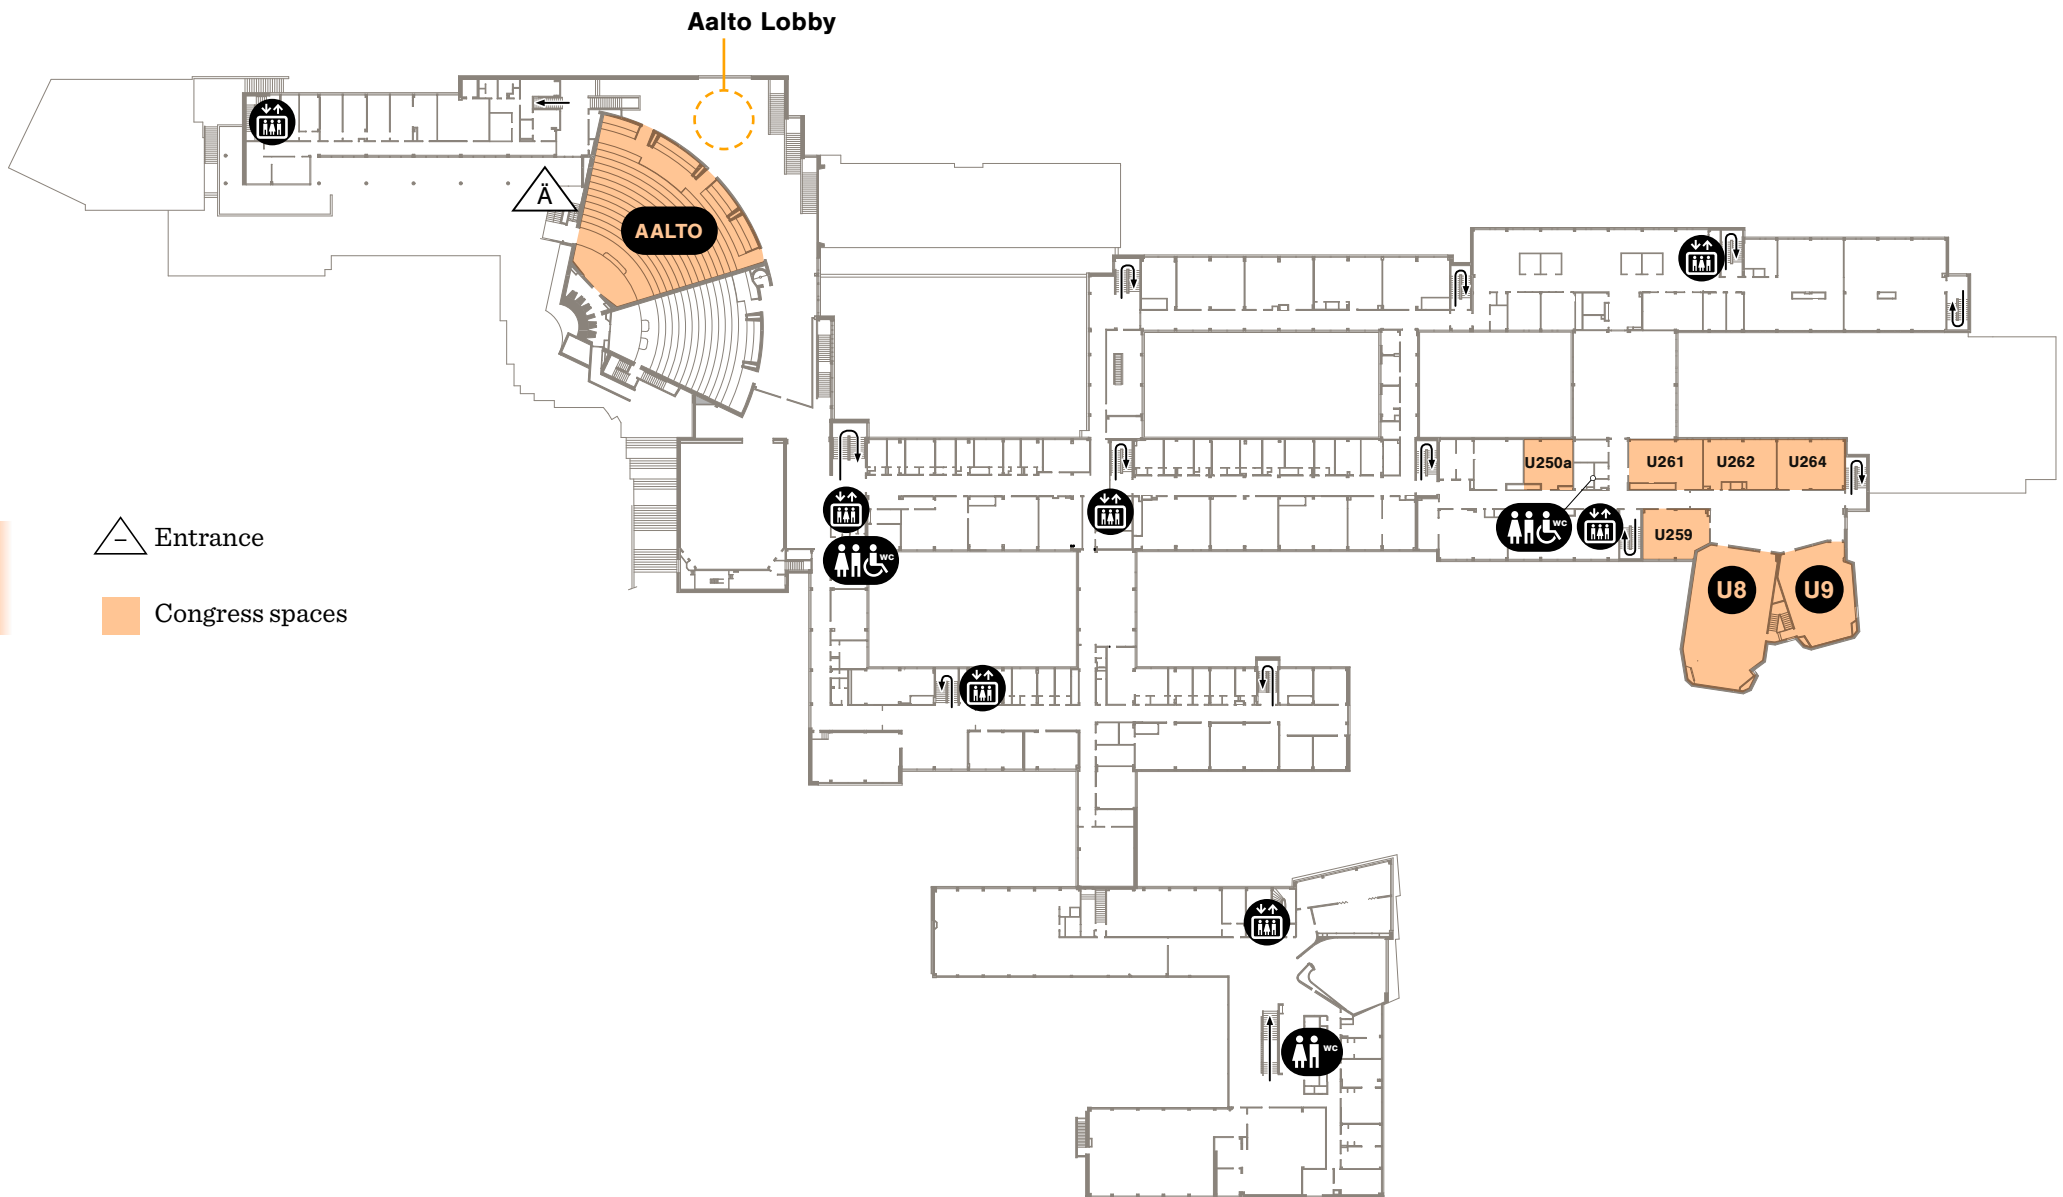 Aalto Lobby
Ä
AALTO
U250a
U261
U262
U264
WC
U259
– Entrance
WC
U8
U9
Congress spaces
WC